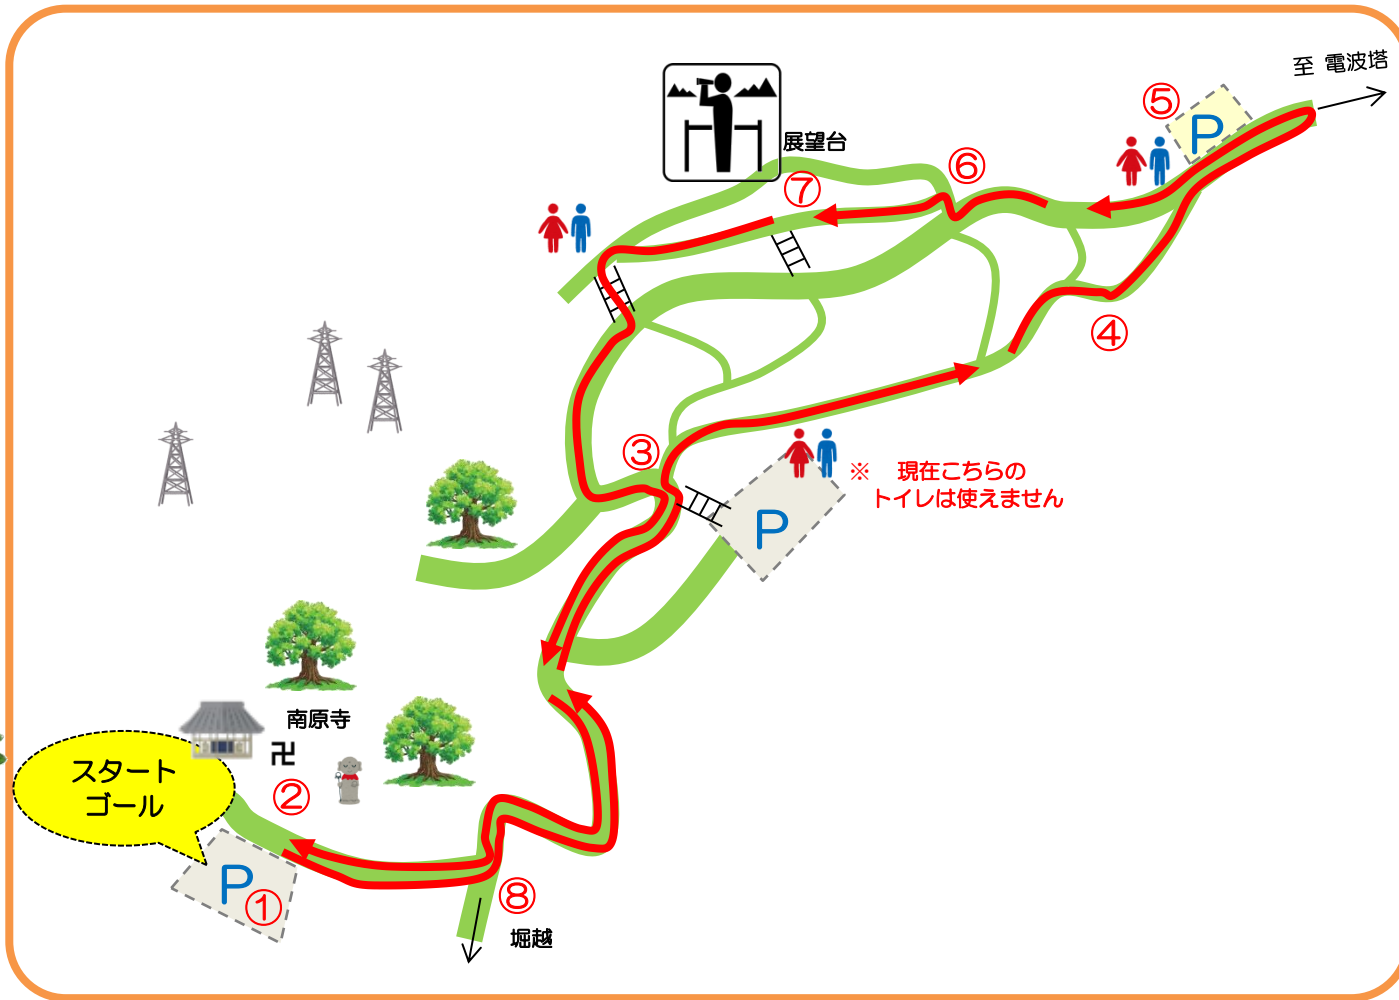 至 電波塔
⑤
P
展望台
⑥
⑦
④
③
※ 現在こちらの
トイレは使えません
P
南原寺
卍
スタート
ゴール
②
P
①
⑧
堀越